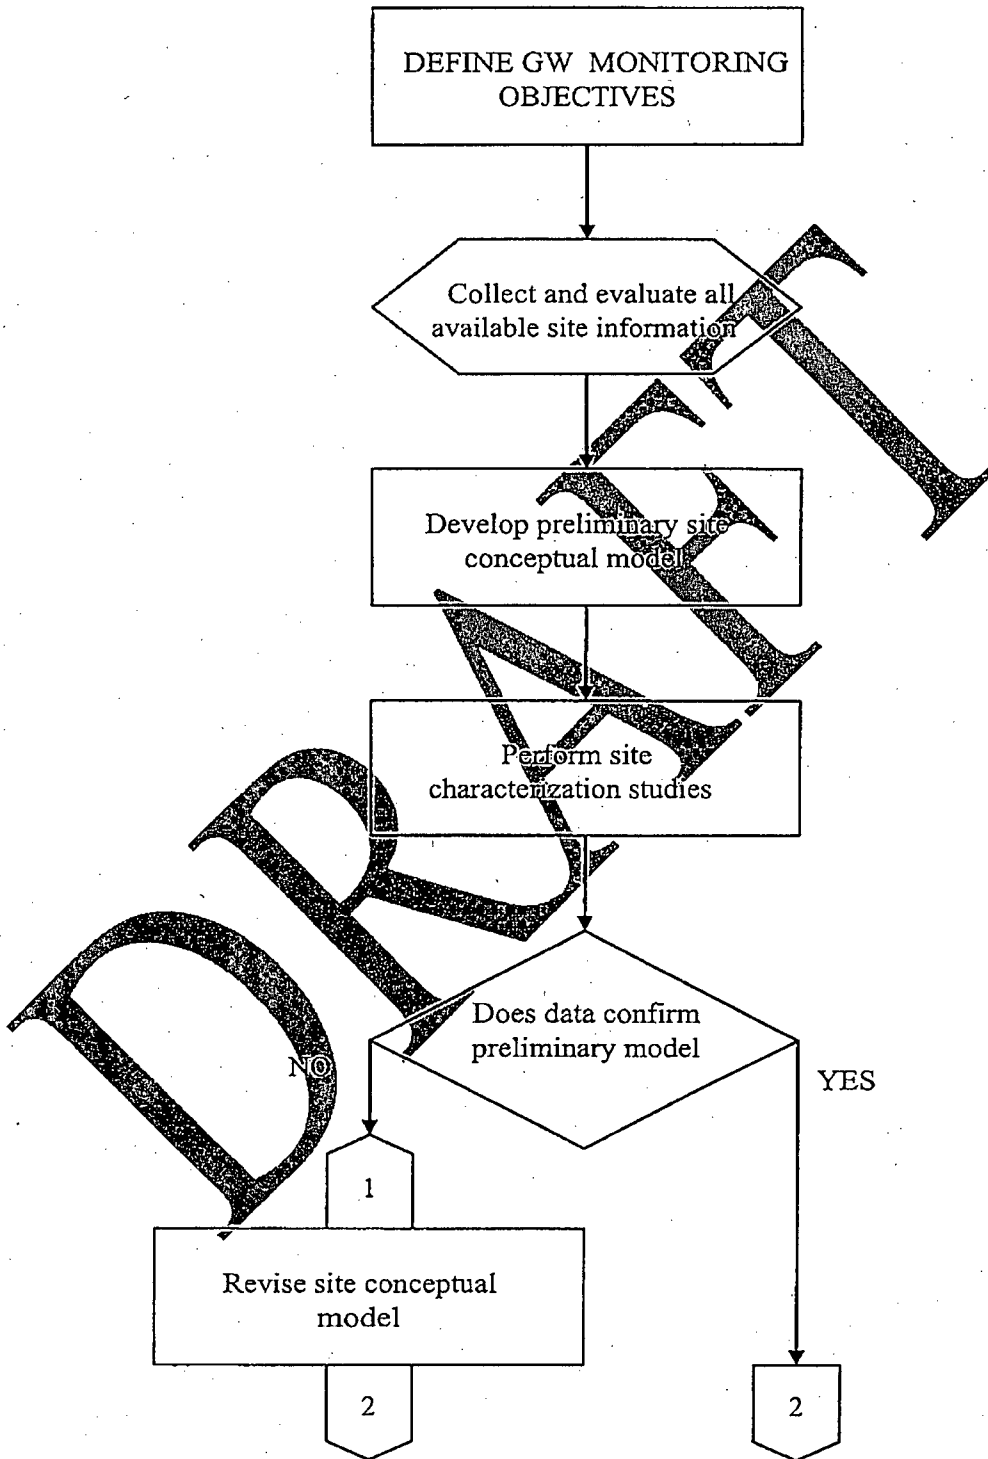 DEFINE GW MONITORING
OBJECTIVES
Collect and evaluate all
available site information
Develop preliminary site
conceptual model
Perform site
characterization studies
Does data confirm
preliminary model
NO
YES
1
Revise site conceptual
model
2
2
DRAFT